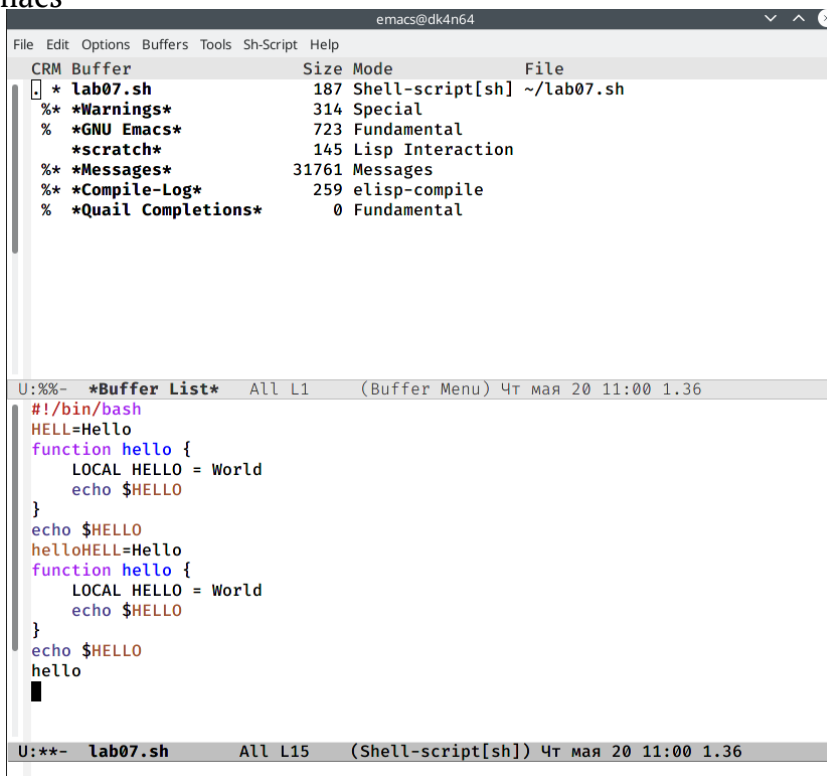 emacs@dk4n64
File Edit Options Buffers Tools Sh-Script Help
CRM Buffer Size Mode File
. * lab07.sh 187 Shell-script[sh] ~/lab07.sh
%* *Warnings* 314 Special
% *GNU Emacs* 723 Fundamental
*scratch* 145 Lisp Interaction
%* *Messages* 31761 Messages
%* *Compile-Log* 259 elisp-compile
% *Quail Completions* 0 Fundamental
U:%%- *Buffer List* All L1 (Buffer Menu) Чт мая 20 11:00 1.36
#!/bin/bash
HELL=Hello
function hello {
LOCAL HELLO = World
echo $HELLO
}
echo $HELLO
helloHELL=Hello
function hello {
LOCAL HELLO = World
echo $HELLO
}
echo $HELLO
hello
U:**- lab07.sh All L15 (Shell-script[sh]) Чт мая 20 11:00 1.36